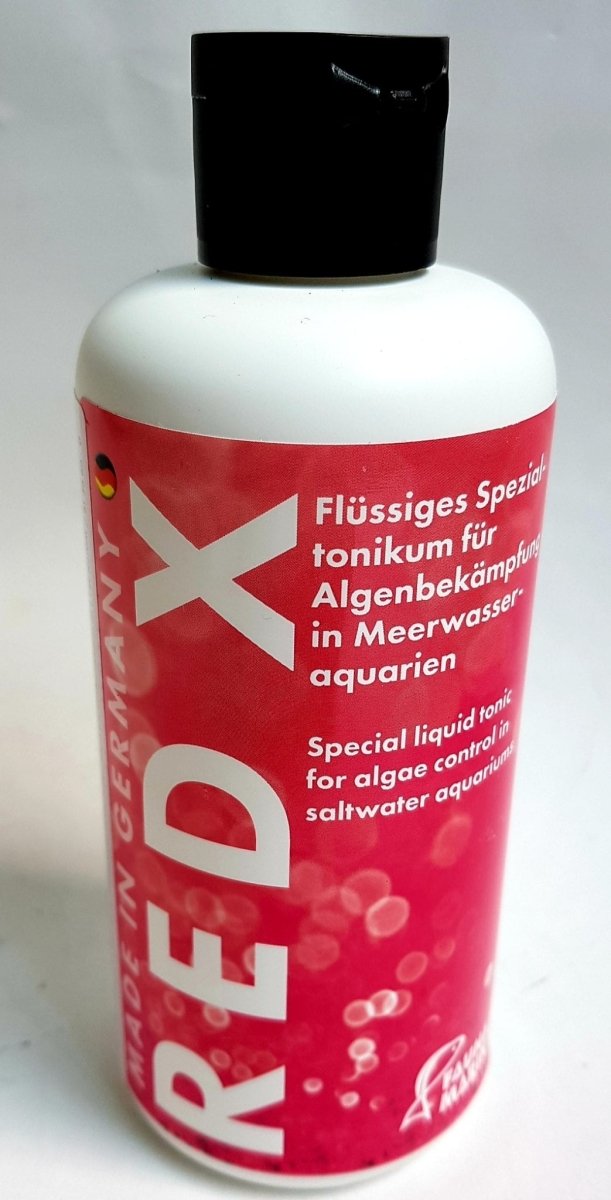 MADE IN GERMANY
RED X
Flüssiges Spezial-
tonikum für
Algenbekämpfung
in Meerwasser-
aquarien
Special liquid tonic
for algae control in
saltwater aquariums